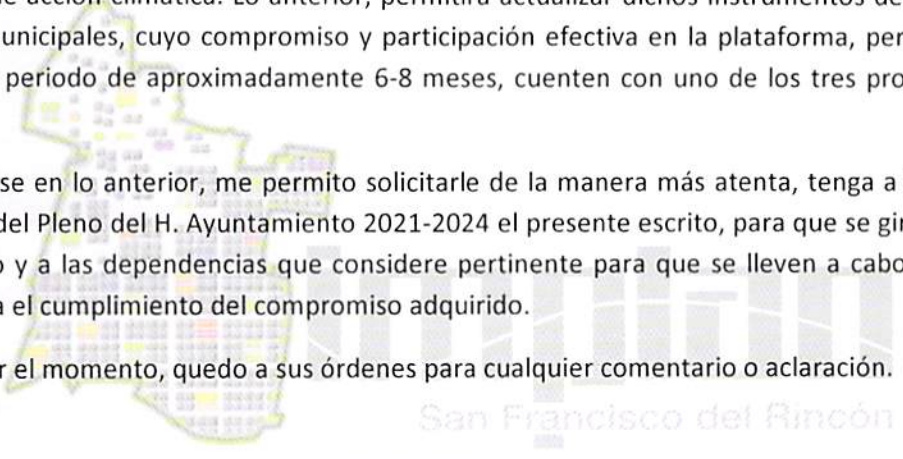 de acción climática. Lo anterior, permitirá actualizar dichos instrumentos de
unicipales, cuyo compromiso y participación efectiva en la plataforma, per
periodo de aproximadamente 6-8 meses, cuenten con uno de los tres pro
se en lo anterior, me permito solicitarle de la manera más atenta, tenga a
del Pleno del H. Ayuntamiento 2021-2024 el presente escrito, para que se gir
o y a las dependencias que considere pertinente para que se lleven a cabo
a el cumplimiento del compromiso adquirido.
r el momento, quedo a sus órdenes para cualquier comentario o aclaración.
implan
San Francisco del Rincón